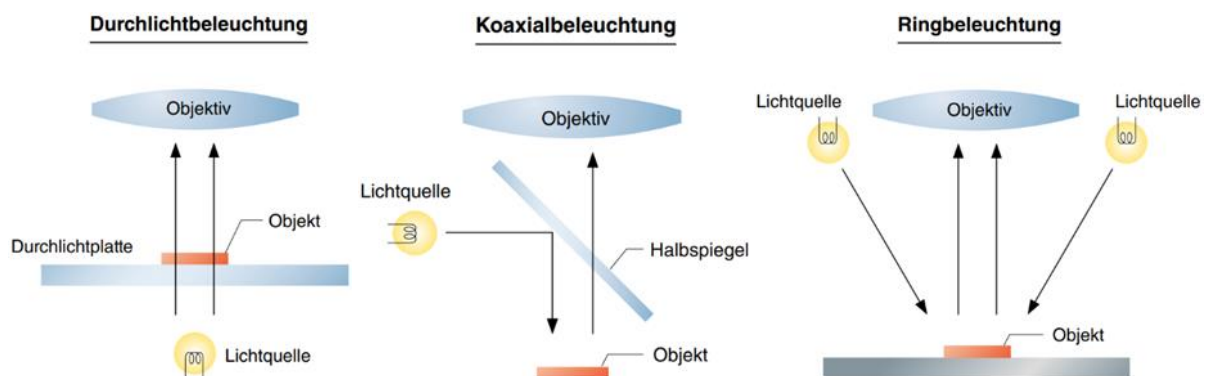 Durchlichtbeleuchtung
Objektiv
Objekt
Durchlichtplatte
Lichtquelle
Koaxialbeleuchtung
Objektiv
Lichtquelle
Halbspiegel
Objekt
Ringbeleuchtung
Lichtquelle
Objektiv
Lichtquelle
Objekt